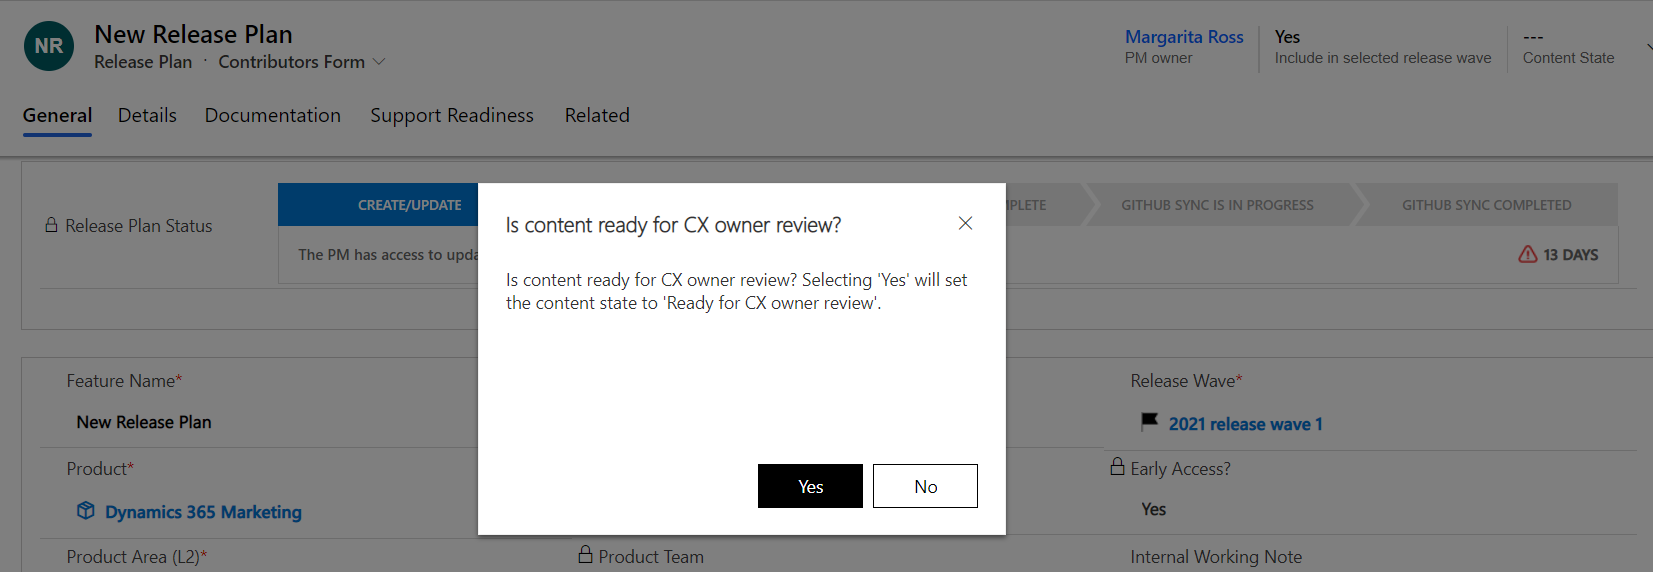 NR
New Release Plan
Release Plan · Contributors Form
Margarita Ross
PM owner
Yes
Include in selected release wave
---
Content State
General Details Documentation Support Readiness Related
Release Plan Status
CREATE/UPDATE
GITHUB SYNC IS IN PROGRESS
GITHUB SYNC COMPLETED
The PM has access to
13 DAYS
Is content ready for CX owner review?
Is content ready for CX owner review? Selecting 'Yes' will set
the content state to 'Ready for CX owner review'.
Yes No
Feature Name*
New Release Plan
Release Wave*
2021 release wave 1
Product*
Dynamics 365 Marketing
Early Access?
Yes
Product Area (L2)*
Product Team
Internal Working Note